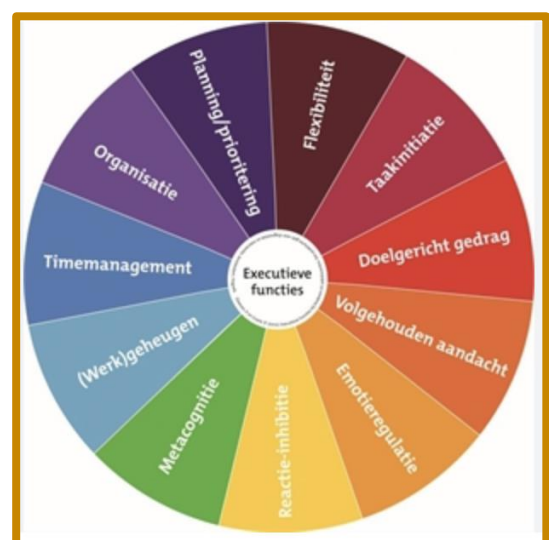 Executieve
functies
Flexibiliteit
Taakinitiatie
Doelgericht gedrag
Volgehouden aandacht
Emotieregulatie
Reactie-inhibitie
Metacognitie
(Werk)geheugen
Timemanagement
Organisatie
Planning/prioritering